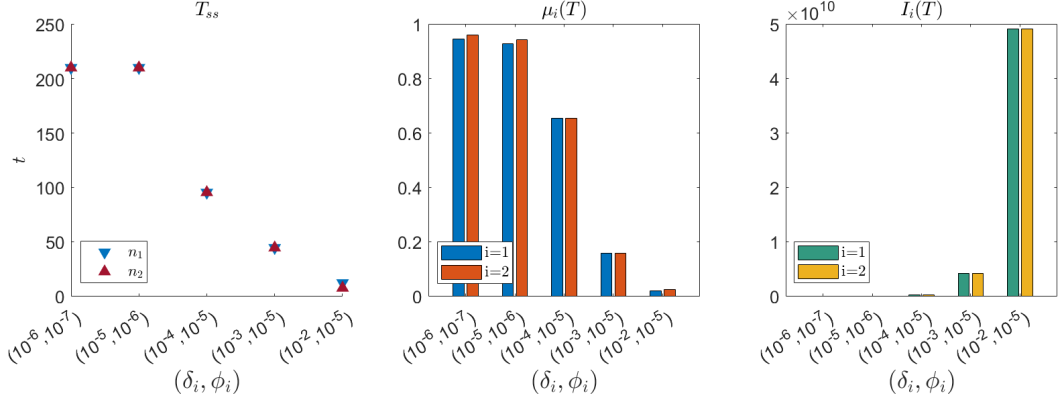 T_{ss}
250
200
150
100
50
0
t
n_1
n_2
(10^{-6},10^{-7})
(10^{-5},10^{-6})
(10^{-4},10^{-5})
(10^{-3},10^{-5})
(10^{-2},10^{-5})
(δ_i, ϕ_i)
μ_i(T)
1
0.8
0.6
0.4
0.2
0
i=1
i=2
(10^{-6},10^{-7})
(10^{-5},10^{-6})
(10^{-4},10^{-5})
(10^{-3},10^{-5})
(10^{-2},10^{-5})
(δ_i, ϕ_i)
I_i(T)
×10^{10}
5
4
3
2
1
0
i=1
i=2
(10^{-6},10^{-7})
(10^{-5},10^{-6})
(10^{-4},10^{-5})
(10^{-3},10^{-5})
(10^{-2},10^{-5})
(δ_i, ϕ_i)